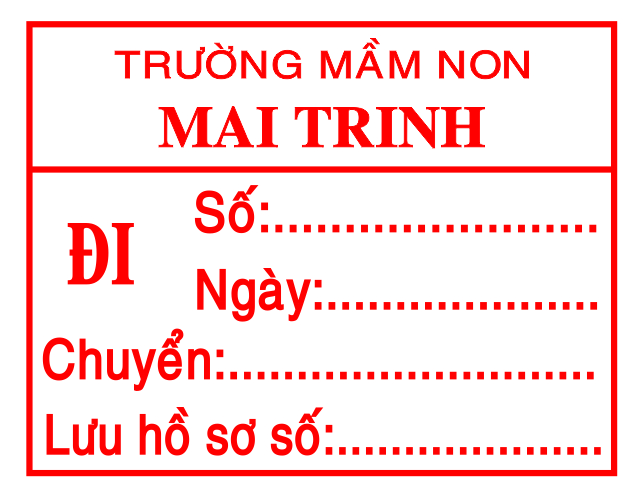 TRƯỜNG MẦM NON
MAI TRINH
ĐI
Số:.......................
Ngày:....................
Chuyển:...........................
Lưu hồ sơ số:....................